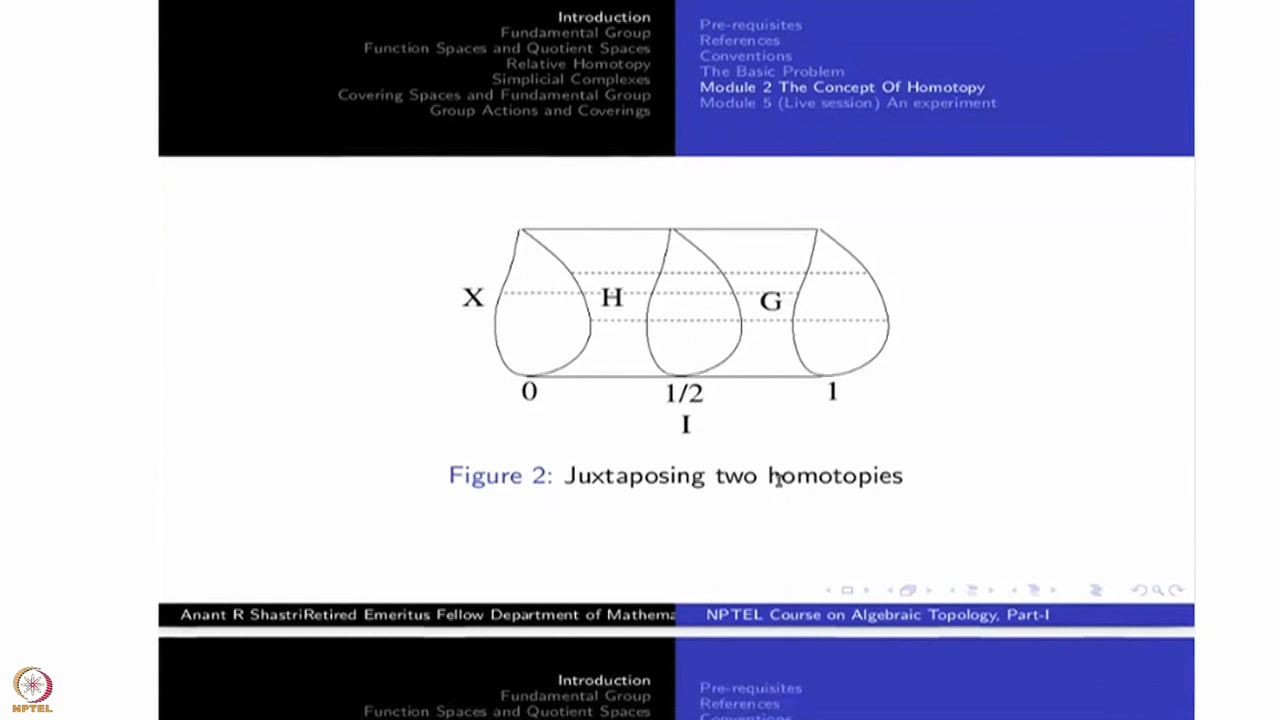 Introduction
Fundamental Group
Function Spaces and Quotient Spaces
Relative Homotopy
Simplicial Complexes
Covering Spaces and Fundamental Group
Group Actions and Coverings
Pre-requisites
References
Conventions
The Basic Problem
Module 2 The Concept Of Homotopy
Module 5 (Live session) An experiment
X H G
0 1/2 1
I
Figure 2: Juxtaposing two homotopies
Anant R ShastriRetired Emeritus Fellow Department of Mathema
NPTEL Course on Algebraic Topology, Part-I
Introduction
Fundamental Group
Function Spaces and Quotient Spaces
Pre-requisites
References
NPTEL